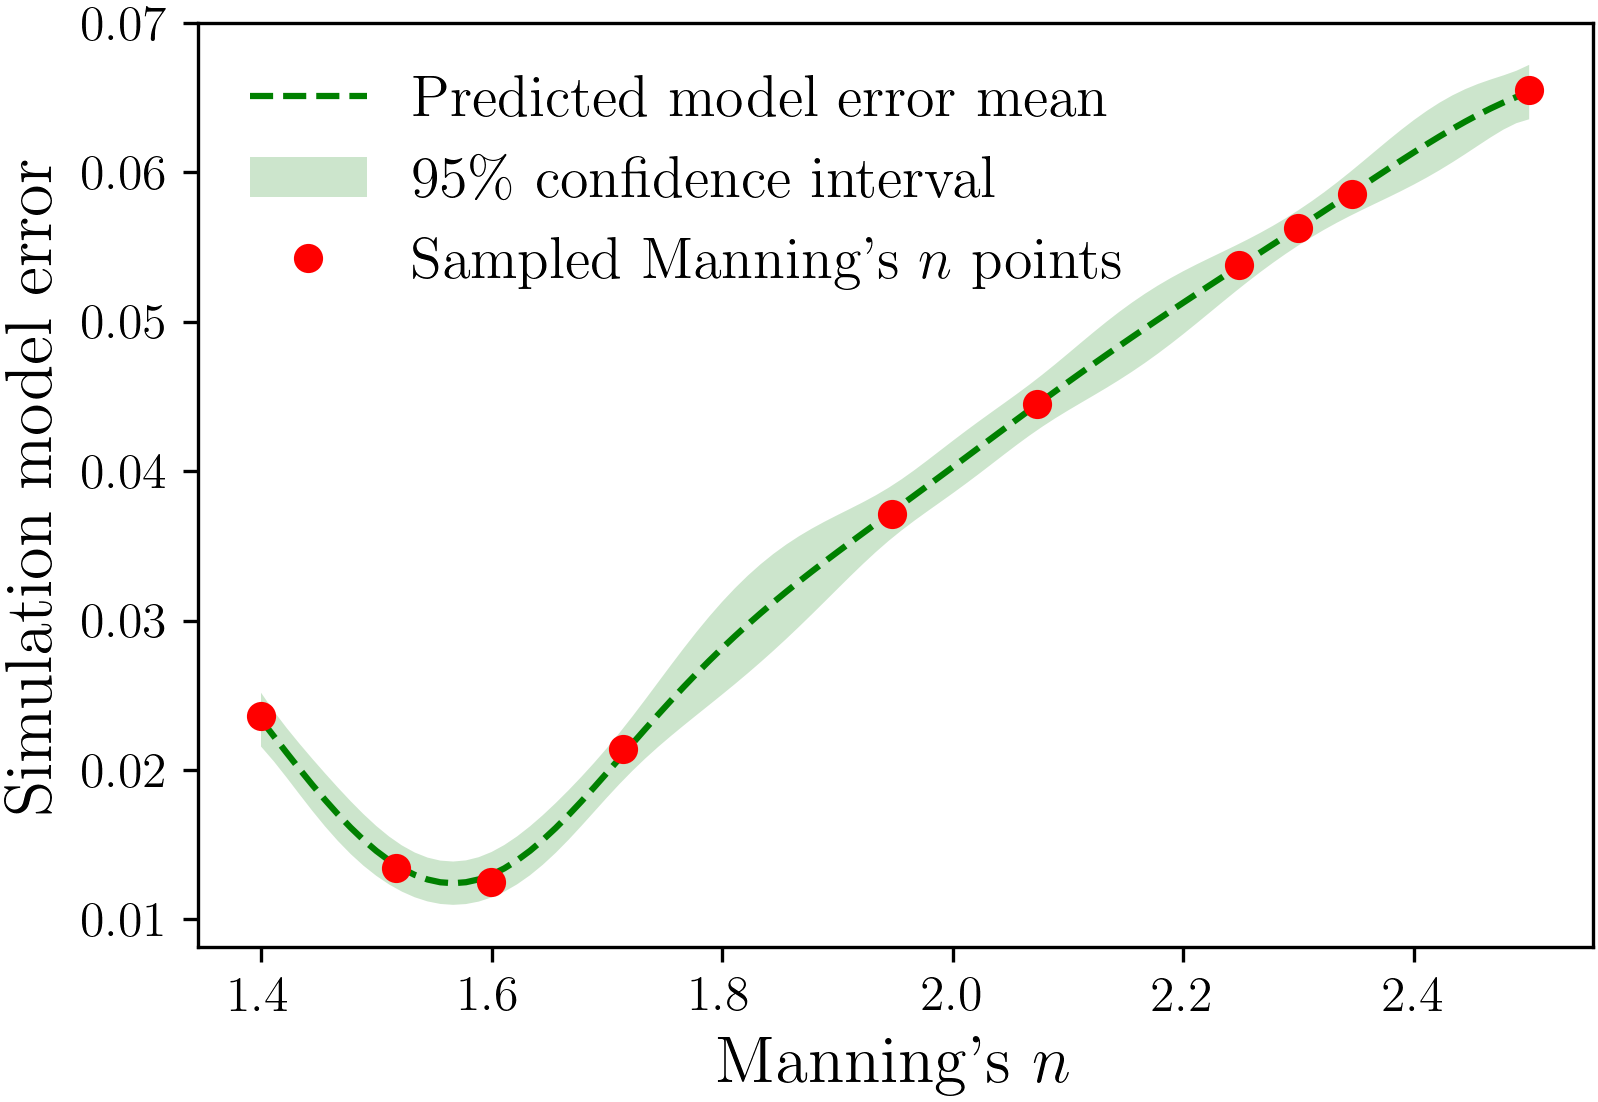 0.07
0.06
0.05
0.04
0.03
0.02
0.01
Simulation model error
Predicted model error mean
95% confidence interval
Sampled Manning's n points
1.4 1.6 1.8 2.0 2.2 2.4
Manning's n